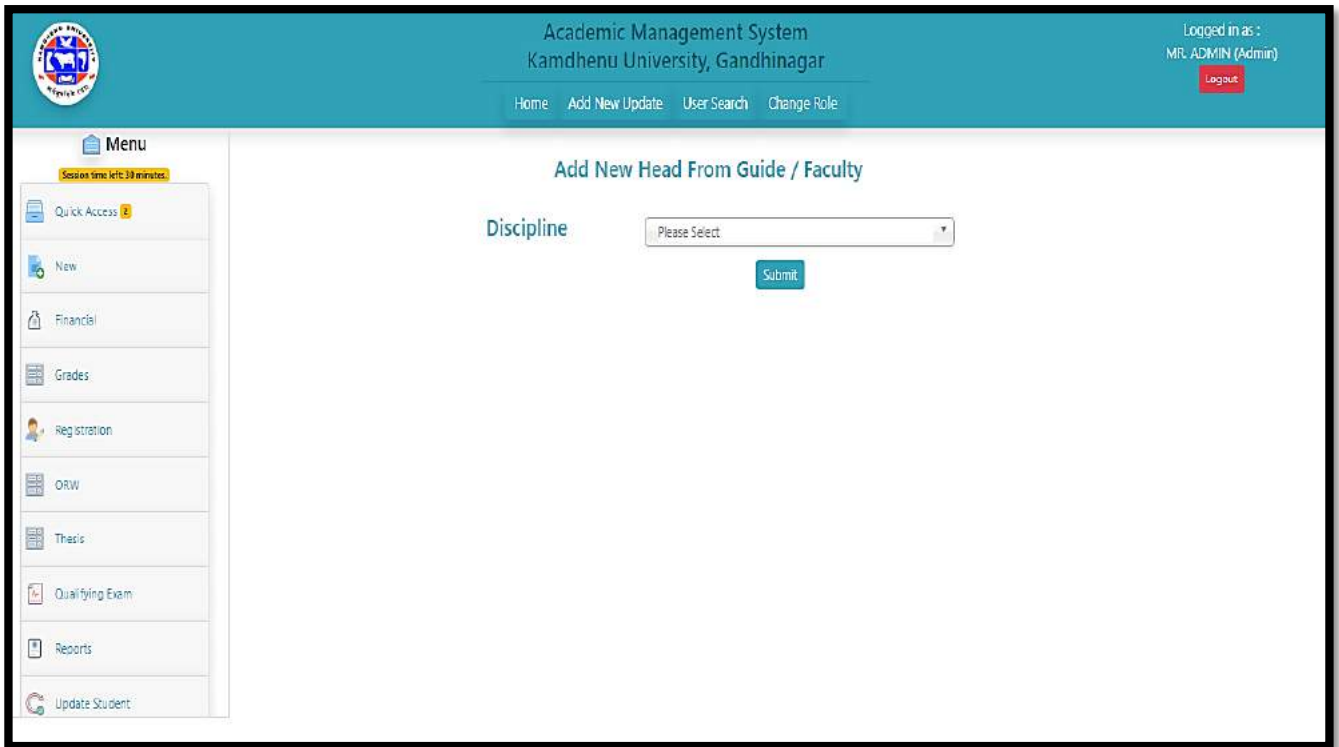 Academic Management System
Kamdhenu University, Gandhinagar
Home Add New Update User Search Change Role
Logged in as :
MR. ADMIN (Admin)
Logout
Menu
Session time left: 30 minutes.
Quick Access 2
New
Financial
Grades
Registration
ORW
Thesis
Qualifying Exam
Reports
Update Student
Add New Head From Guide / Faculty
Discipline Please Select
Submit